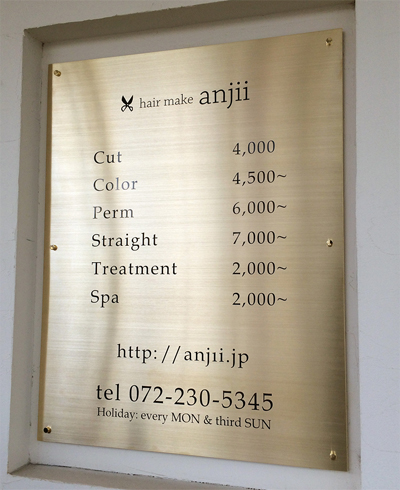 hair make anjii
Cut 4,000
Color 4,500~
Perm 6,000~
Straight 7,000~
Treatment 2,000~
Spa 2,000~
http://anjii.jp
tel 072-230-5345
Holiday: every MON & third SUN